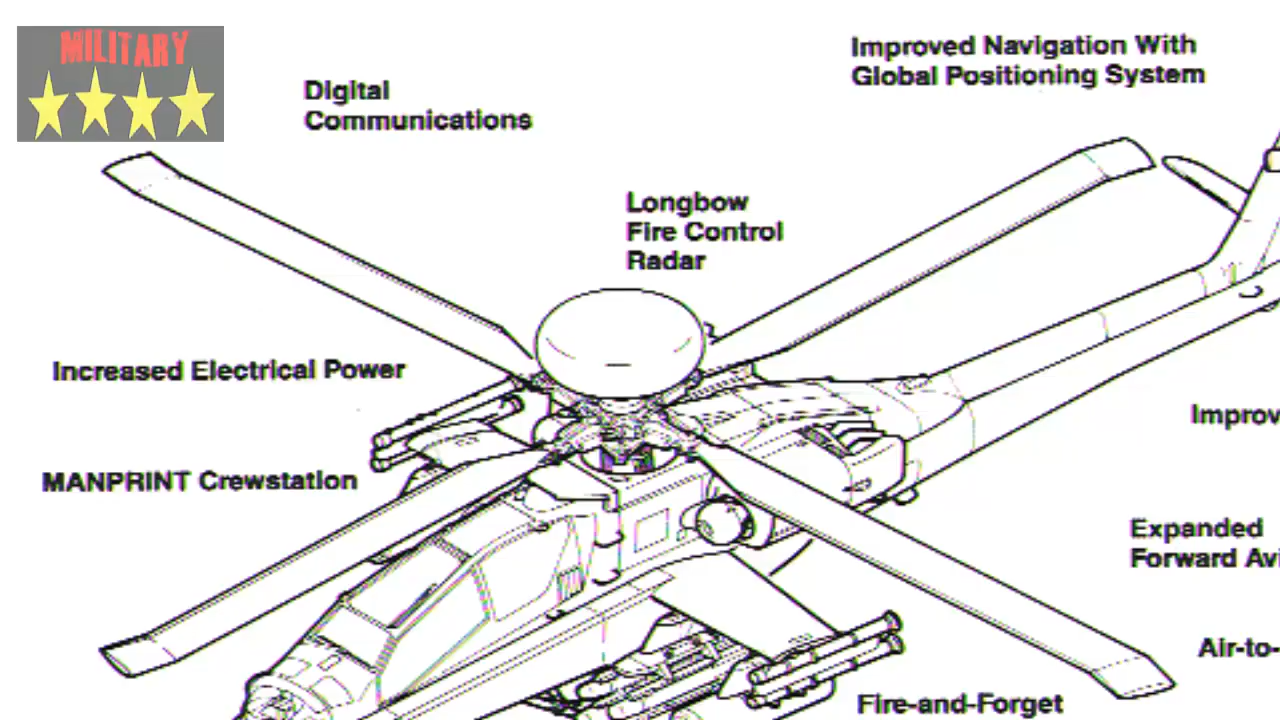 MILITARY
Digital
Communications
Improved Navigation With
Global Positioning System
Longbow
Fire Control
Radar
Increased Electrical Power
MANPRINT Crewstation
Expanded
Forward
Fire-and-Forget